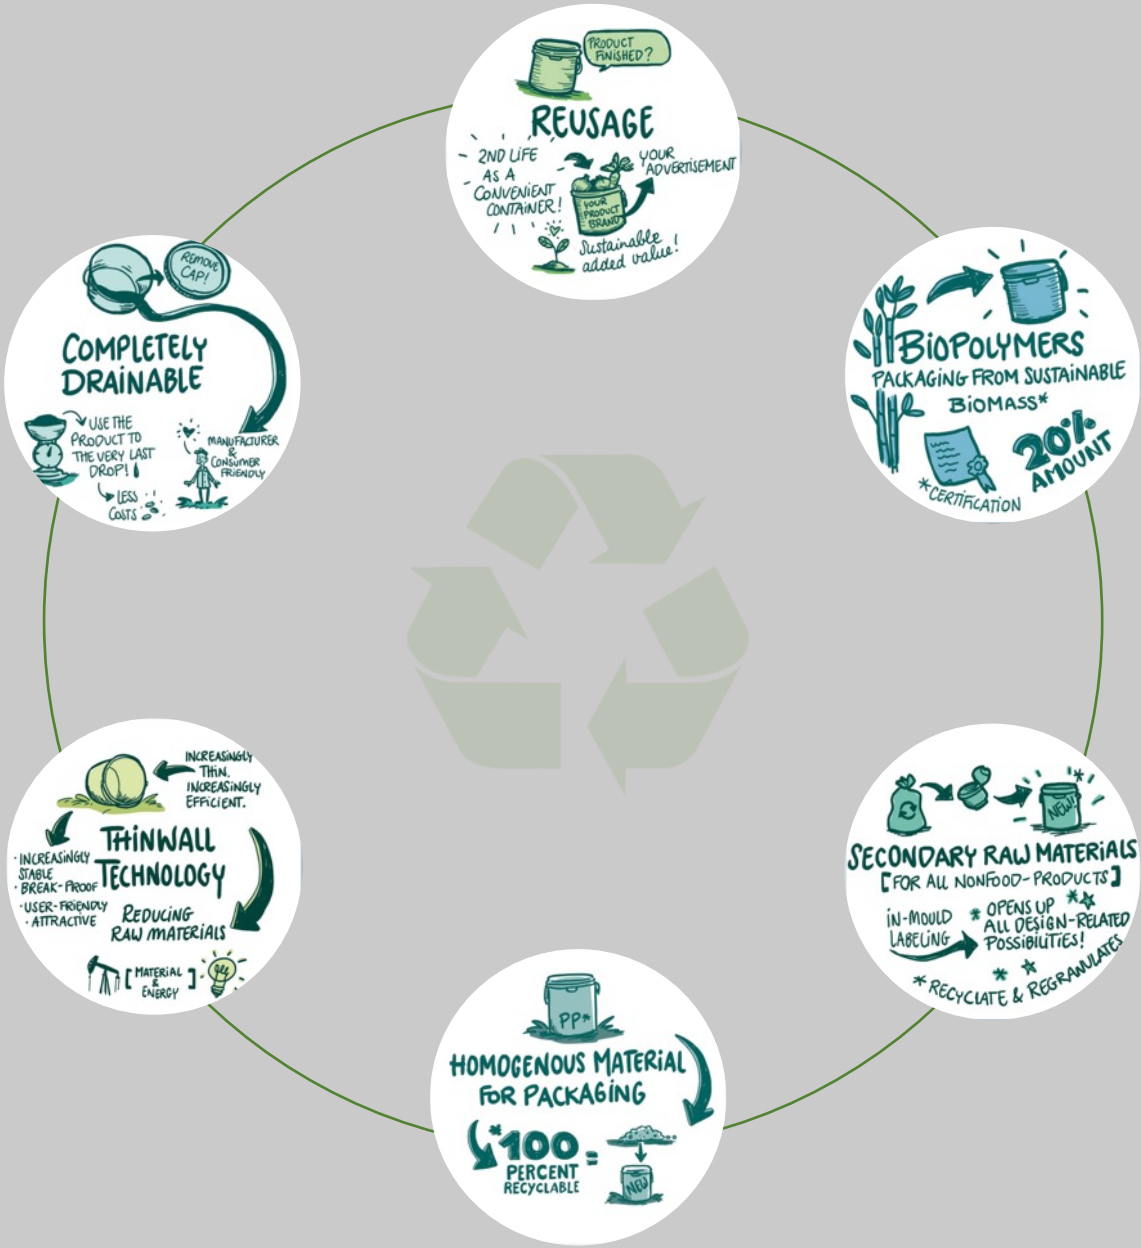 PRODUCT
FINISHED?
REUSAGE
2ND LIFE
AS A
CONVENIENT
CONTAINER!
YOUR
ADVERTISEMENT
YOUR
PRODUCT
BRAND
Sustainable
added value!
BIOPOLYMERS
PACKAGING FROM SUSTAINABLE
BIOMASS*
20%
AMOUNT
*CERTIFICATION
NEW!
*
SECONDARY RAW MATERIALS
[FOR ALL NONFOOD-PRODUCTS]
IN-MOULD
LABELING
* OPENS UP
ALL DESIGN-RELATED
POSSIBILITIES!
* RECYCLATE & REGRANULATES
PP*
HOMOGENOUS MATERIAL
FOR PACKAGING
*100
PERCENT
RECYCLABLE
=
NEW
INCREASINGLY
THIN.
INCREASINGLY
EFFICIENT.
THINWALL
TECHNOLOGY
· INCREASINGLY
STABLE
· BREAK-PROOF
· USER-FRIENDLY
· ATTRACTIVE
REDUCING
RAW MATERIALS
[MATERIAL
&
ENERGY]
REMOVE
CAP!
COMPLETELY
DRAINABLE
USE THE
PRODUCT TO
THE VERY LAST
DROP!
LESS
COSTS
MANUFACTURER
&
CONSUMER
FRIENDLY